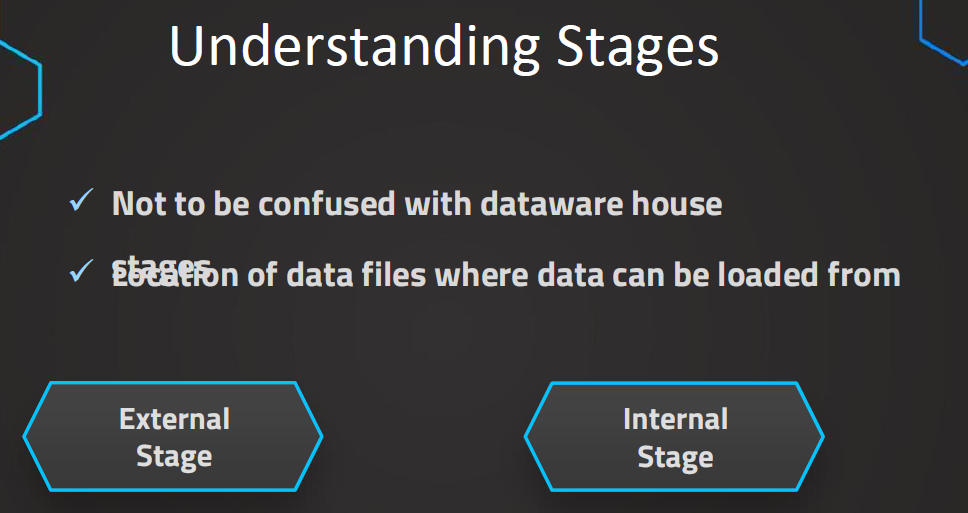 Understanding Stages
✓ Not to be confused with dataware house
stages
✓ Location of data files where data can be loaded from
External
Stage
Internal
Stage